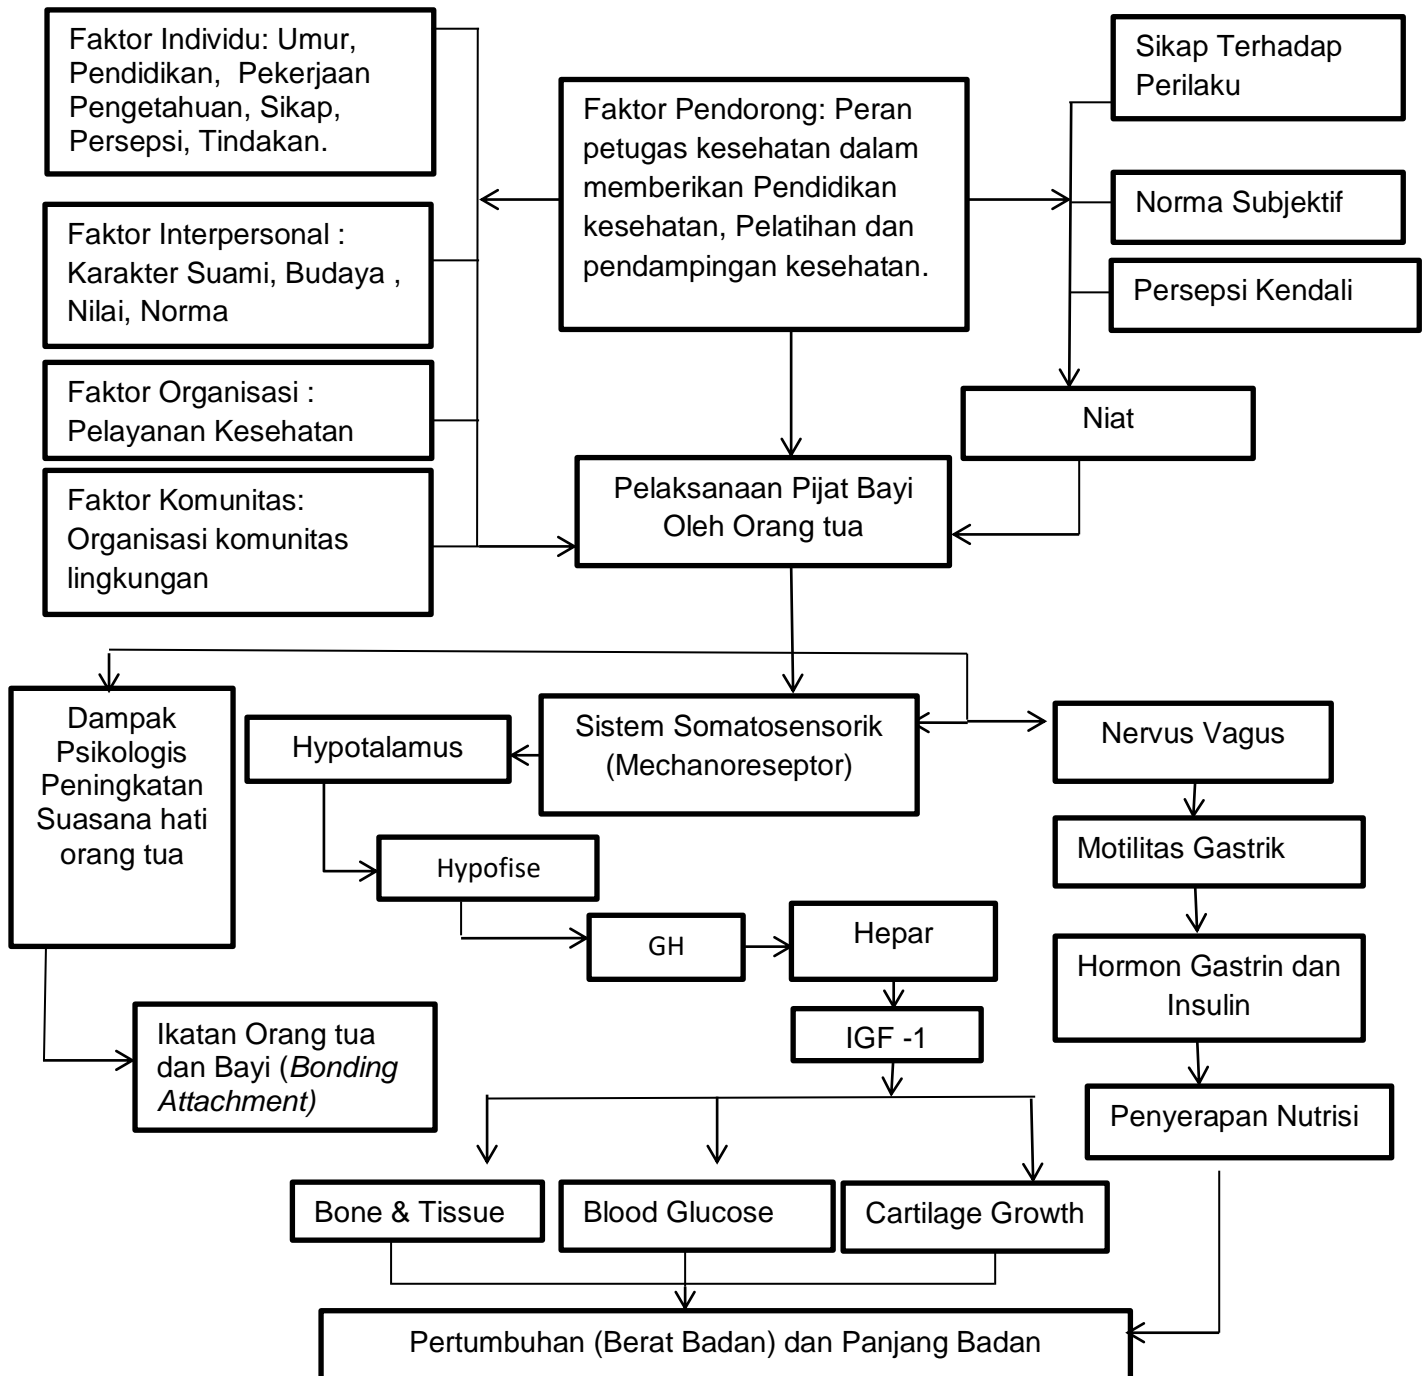 Faktor Individu: Umur,
Pendidikan, Pekerjaan
Pengetahuan, Sikap,
Persepsi, Tindakan.
Faktor Pendorong: Peran
petugas kesehatan dalam
memberikan Pendidikan
kesehatan, Pelatihan dan
pendampingan kesehatan.
Sikap Terhadap
Perilaku
Faktor Interpersonal :
Karakter Suami, Budaya ,
Nilai, Norma
Norma Subjektif
Persepsi Kendali
Faktor Organisasi :
Pelayanan Kesehatan
Niat
Faktor Komunitas:
Organisasi komunitas
lingkungan
Pelaksanaan Pijat Bayi
Oleh Orang tua
Dampak
Psikologis
Peningkatan
Suasana hati
orang tua
Hypotalamus
Sistem Somatosensorik
(Mechanoreseptor)
Nervus Vagus
Motilitas Gastrik
Hypofise
GH
Hepar
Hormon Gastrin dan
Insulin
IGF -1
Ikatan Orang tua
dan Bayi (Bonding
Attachment)
Penyerapan Nutrisi
Bone & Tissue
Blood Glucose
Cartilage Growth
Pertumbuhan (Berat Badan) dan Panjang Badan